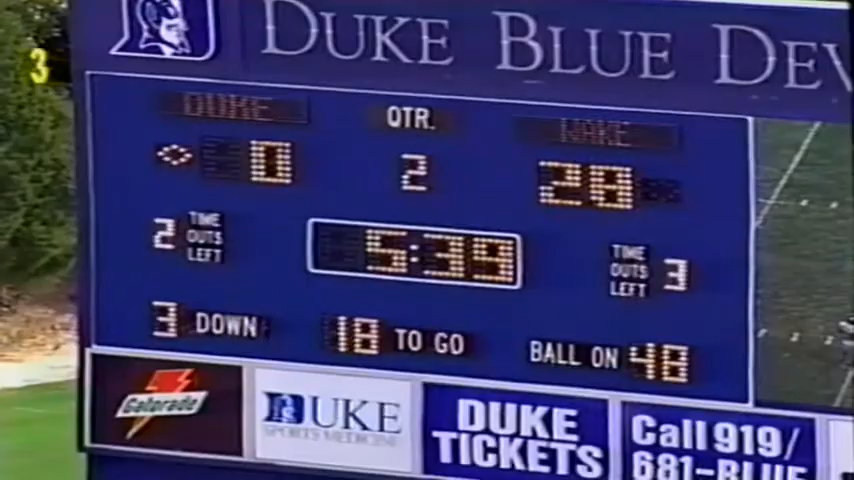 DUKE BLUE DEV
3
DUKE QTR. WAKE
0 2 28
2 TIME OUTS LEFT 5:39 TIME OUTS LEFT 3
3 DOWN 18 TO GO BALL ON 48
Gatorade DUKE SPORTS MEDICINE DUKE TICKETS Call 919/
681-BLUE